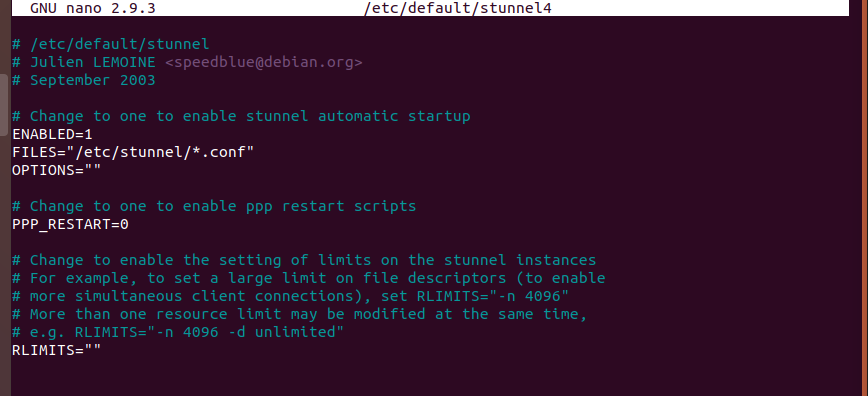 GNU nano 2.9.3 /etc/default/stunnel4
# /etc/default/stunnel
# Julien LEMOINE <speedblue@debian.org>
# September 2003
# Change to one to enable stunnel automatic startup
ENABLED=1
FILES="/etc/stunnel/*.conf"
OPTIONS=""
# Change to one to enable ppp restart scripts
PPP_RESTART=0
# Change to enable the setting of limits on the stunnel instances
# For example, to set a large limit on file descriptors (to enable
# more simultaneous client connections), set RLIMITS="-n 4096"
# More than one resource limit may be modified at the same time,
# e.g. RLIMITS="-n 4096 -d unlimited"
RLIMITS=""